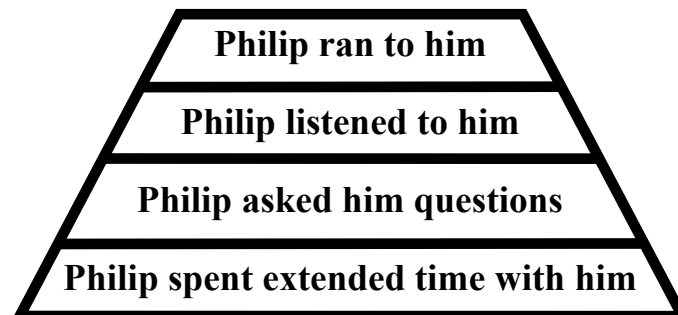 Philip ran to him
Philip listened to him
Philip asked him questions
Philip spent extended time with him